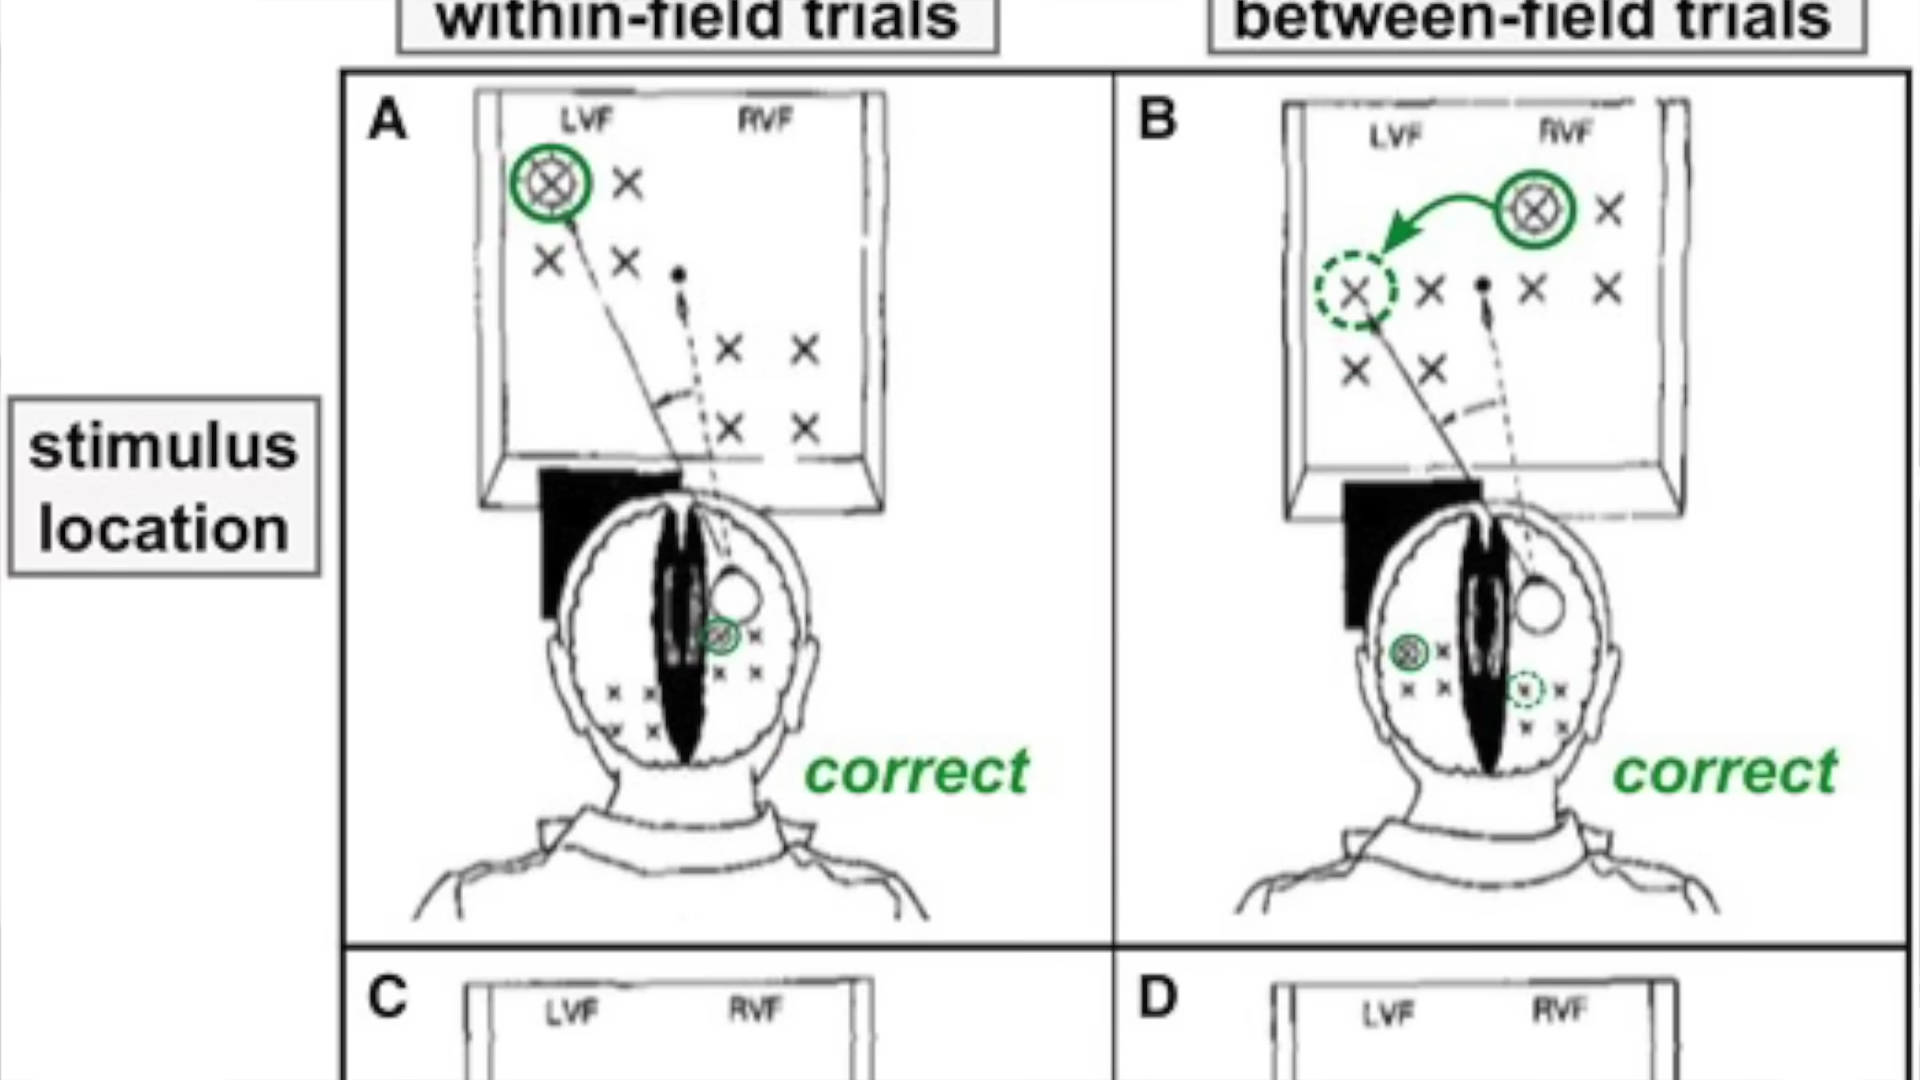 within-field trials
between-field trials
A
LVF RVF
B
LVF RVF
stimulus
location
correct
correct
C
LVF RVF
D
LVF RVF